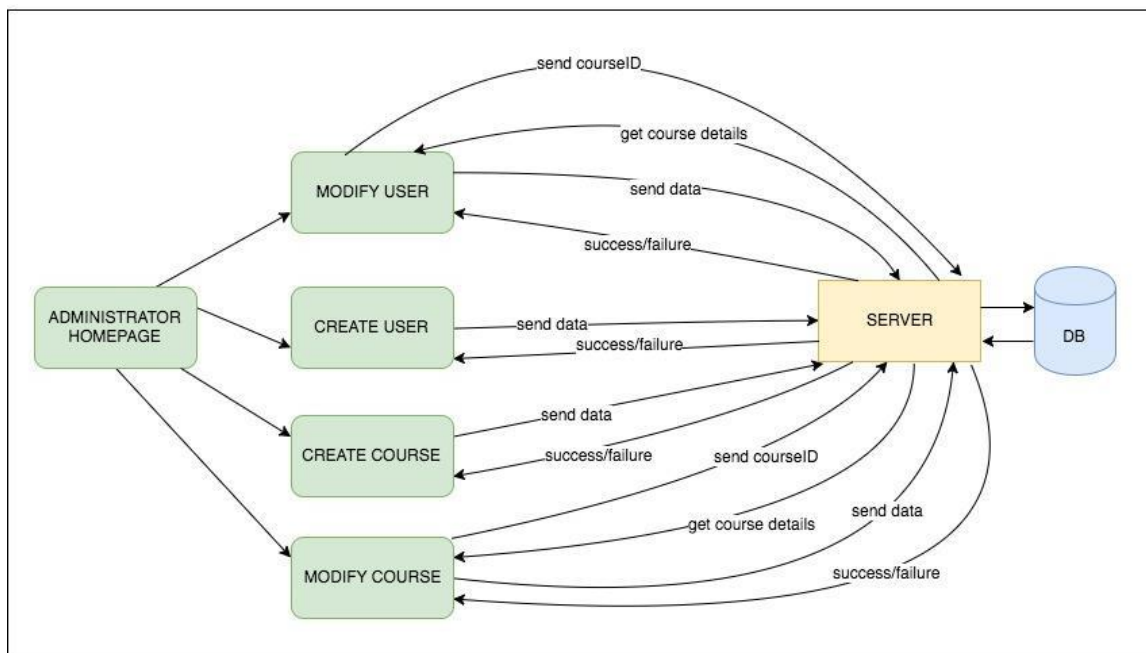 send courseID
get course details
MODIFY USER
send data
success/failure
ADMINISTRATOR
HOMEPAGE
CREATE USER
send data
success/failure
SERVER
DB
CREATE COURSE
send data
success/failure
send courseID
get course details
send data
MODIFY COURSE
success/failure